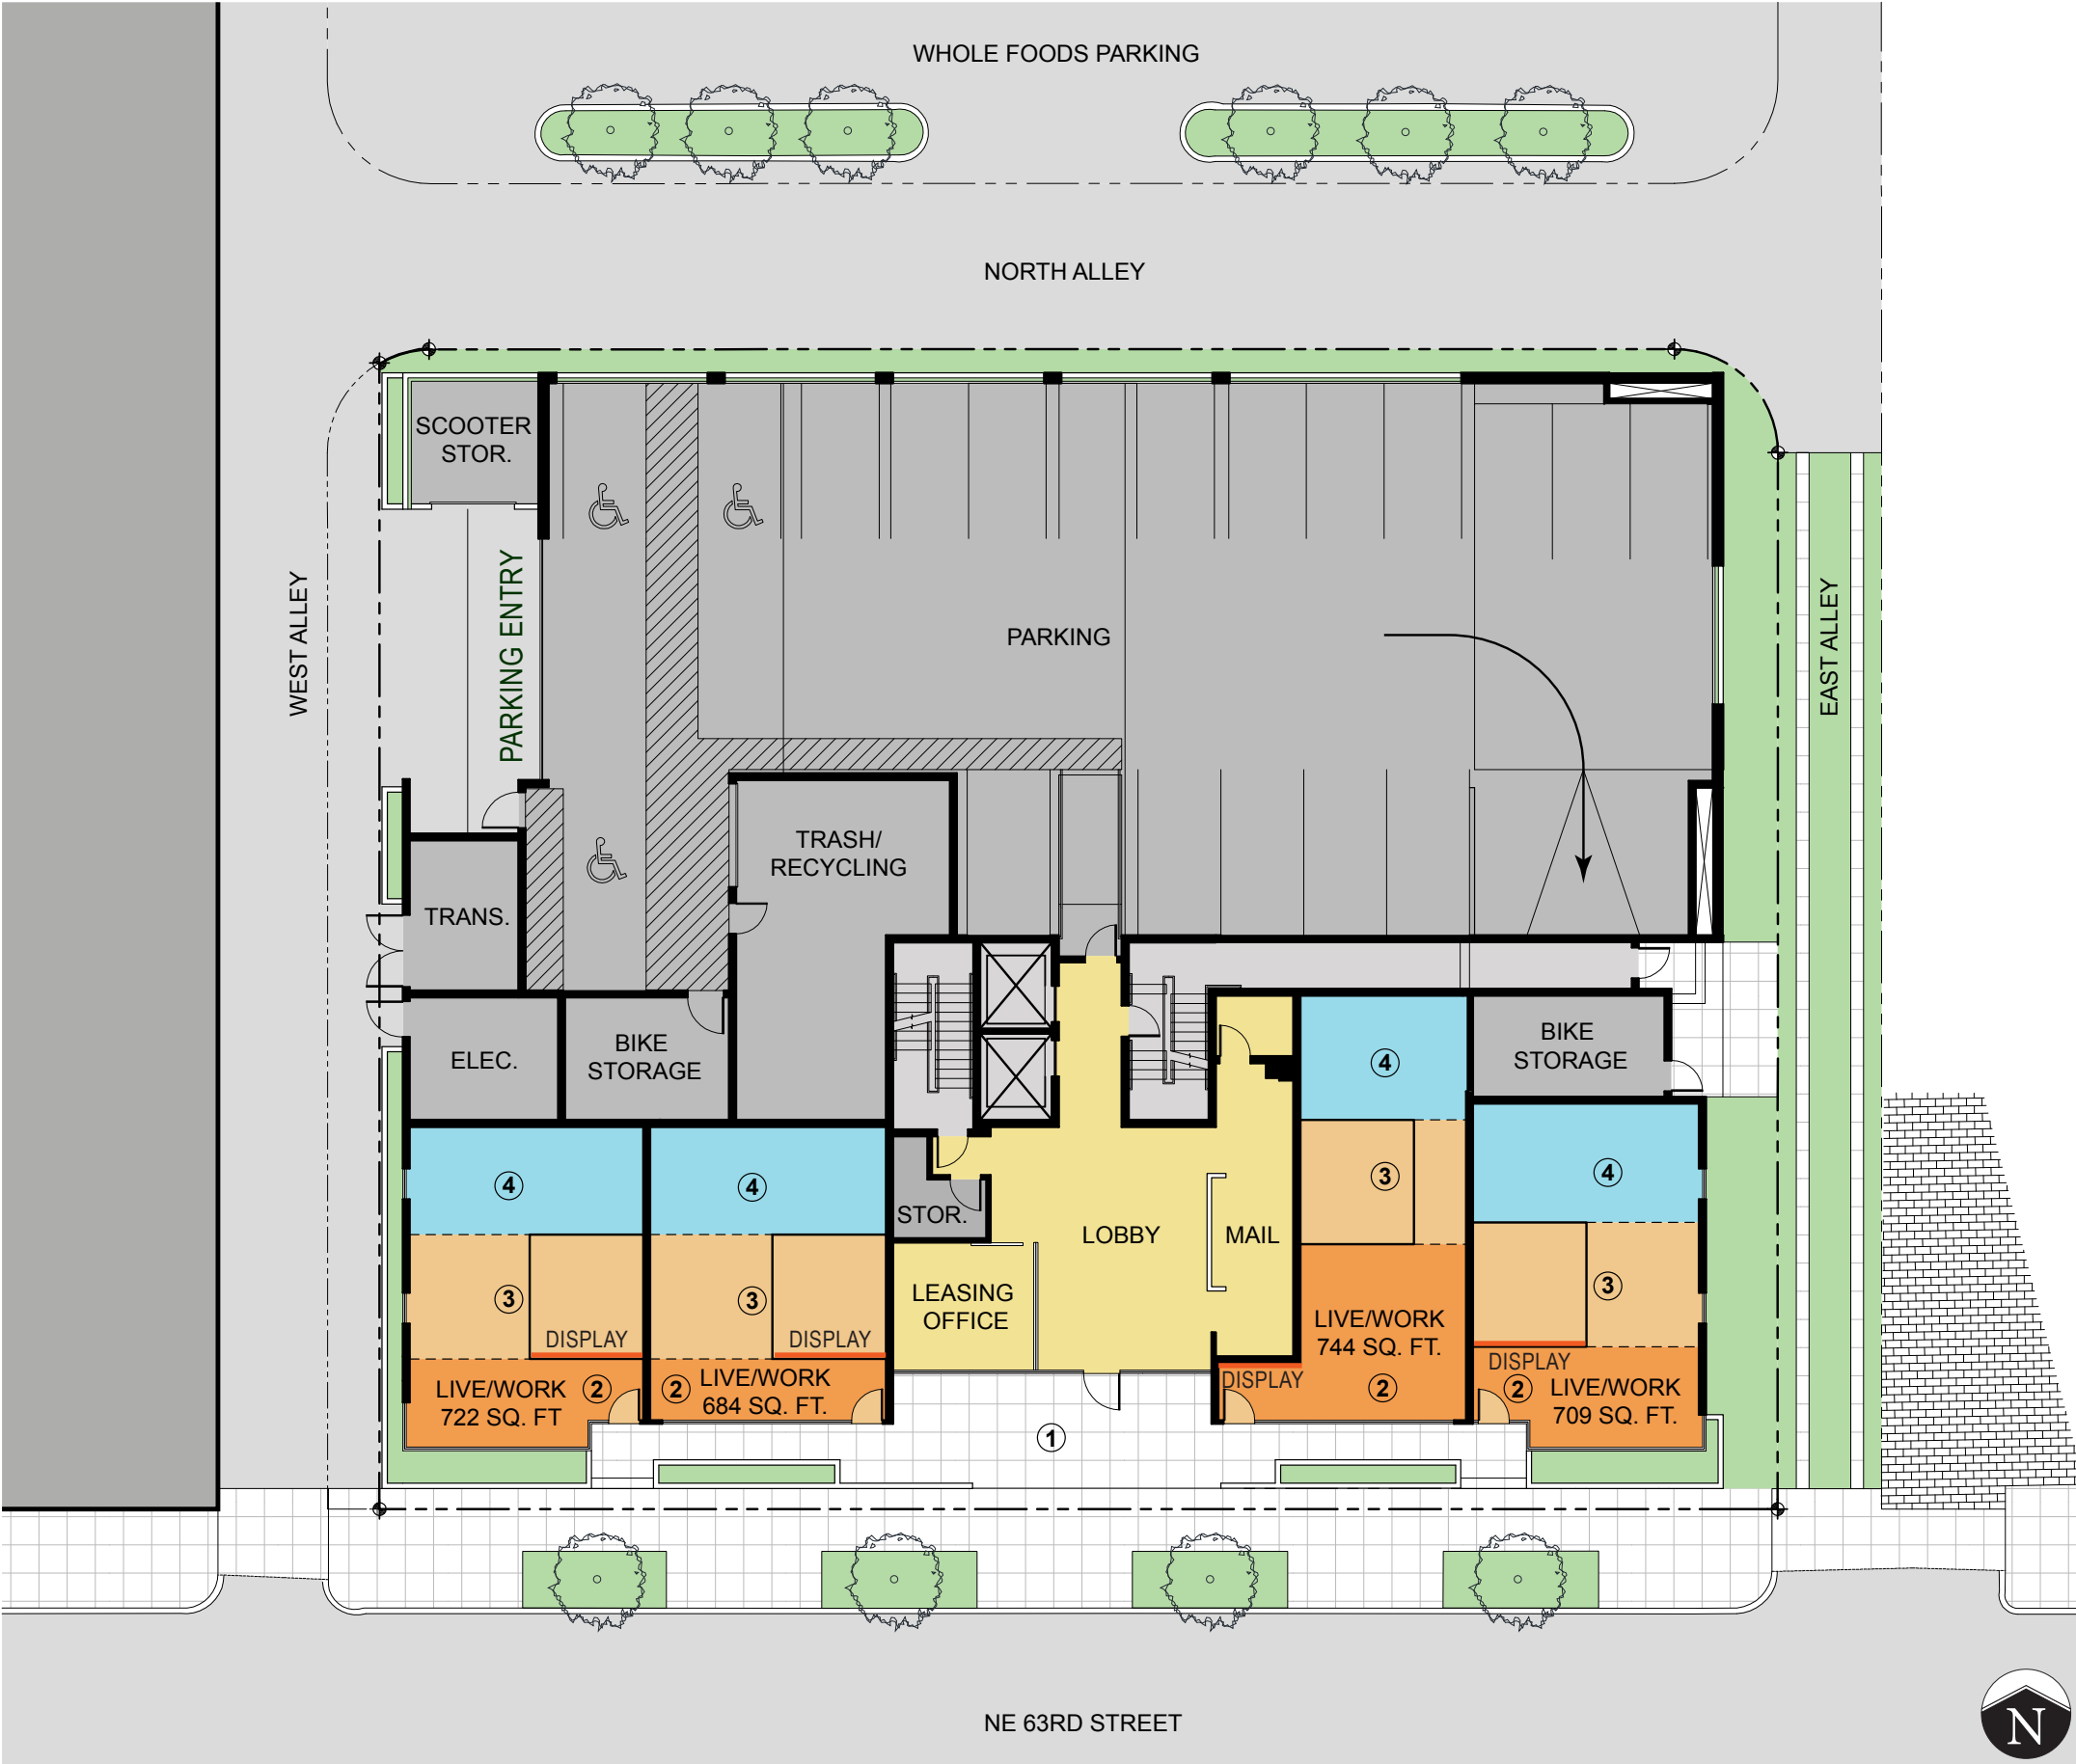 WHOLE FOODS PARKING
NORTH ALLEY
SCOOTER
STOR.
WEST ALLEY
PARKING ENTRY
PARKING
EAST ALLEY
TRASH/
RECYCLING
TRANS.
ELEC.
BIKE
STORAGE
BIKE
STORAGE
4
4
4
4
3
3
3
3
STOR.
LOBBY
MAIL
LEASING
OFFICE
DISPLAY
DISPLAY
DISPLAY
DISPLAY
LIVE/WORK
722 SQ. FT
2
2
LIVE/WORK
684 SQ. FT.
LIVE/WORK
744 SQ. FT.
2
2
LIVE/WORK
709 SQ. FT.
1
NE 63RD STREET
N